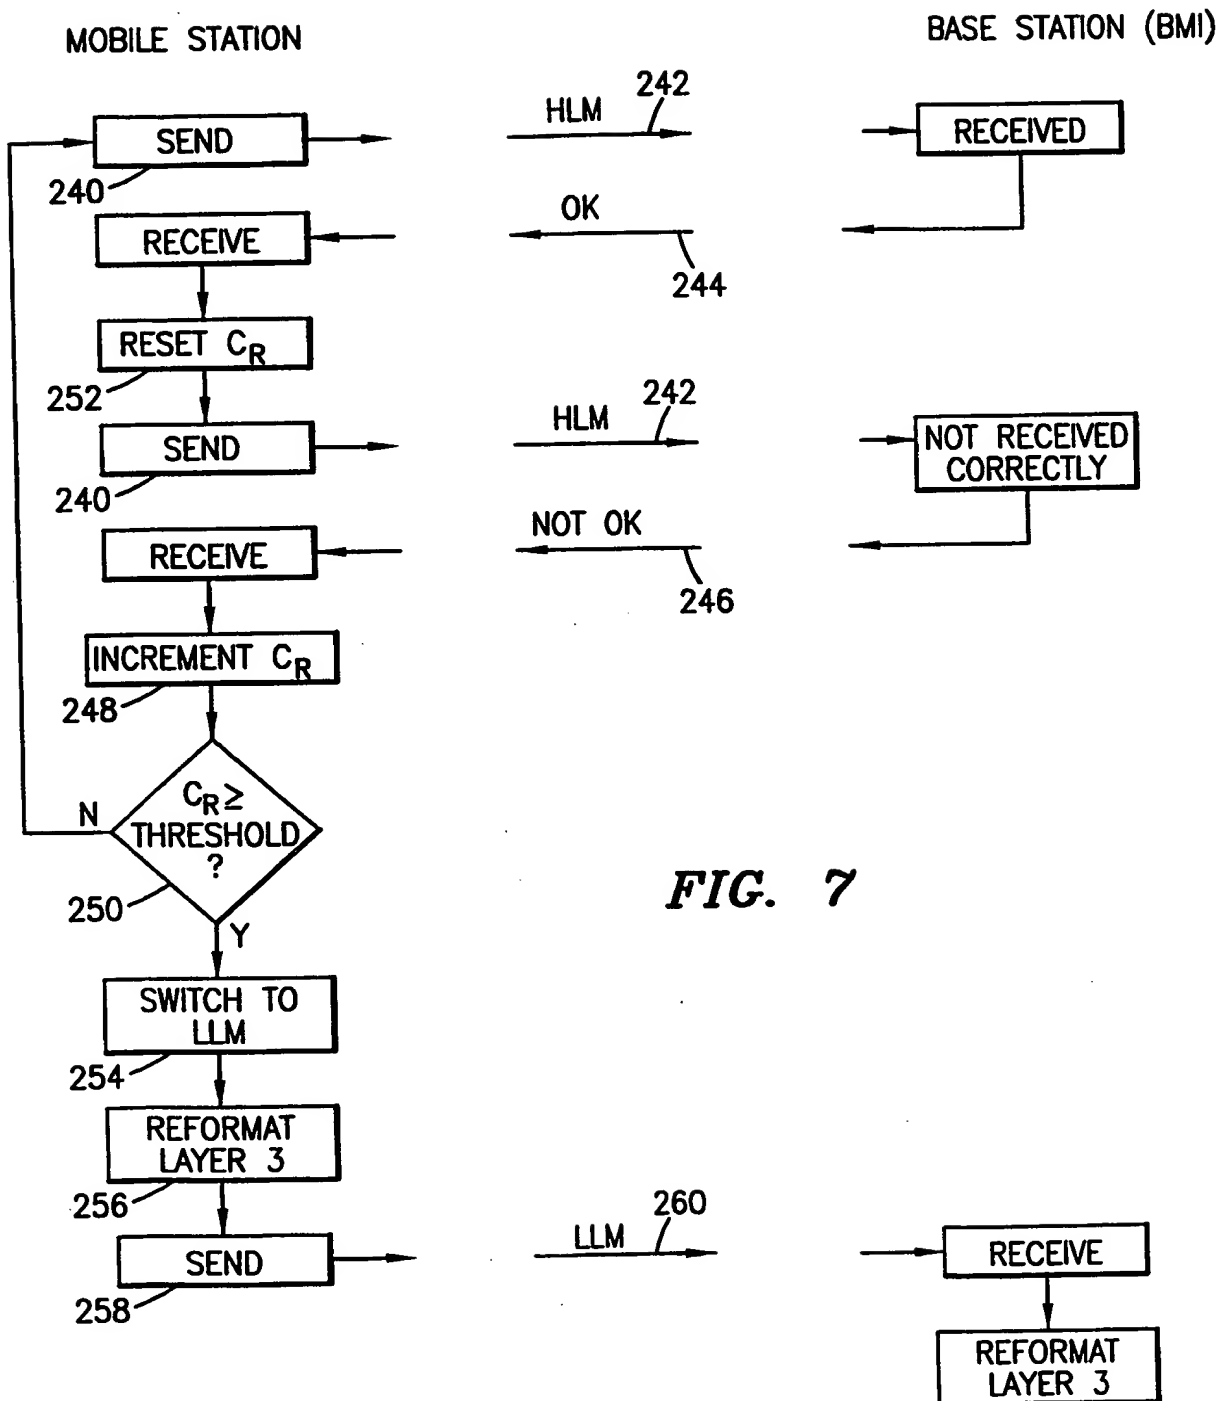 MOBILE STATION
BASE STATION (BMI)
SEND
240
HLM
242
RECEIVED
RECEIVE
OK
244
RESET CR
252
SEND
240
HLM
242
NOT RECEIVED
CORRECTLY
RECEIVE
NOT OK
246
INCREMENT CR
248
CR≥
THRESHOLD
?
N
250
Y
FIG. 7
SWITCH TO
LLM
254
REFORMAT
LAYER 3
256
SEND
258
LLM
260
RECEIVE
REFORMAT
LAYER 3